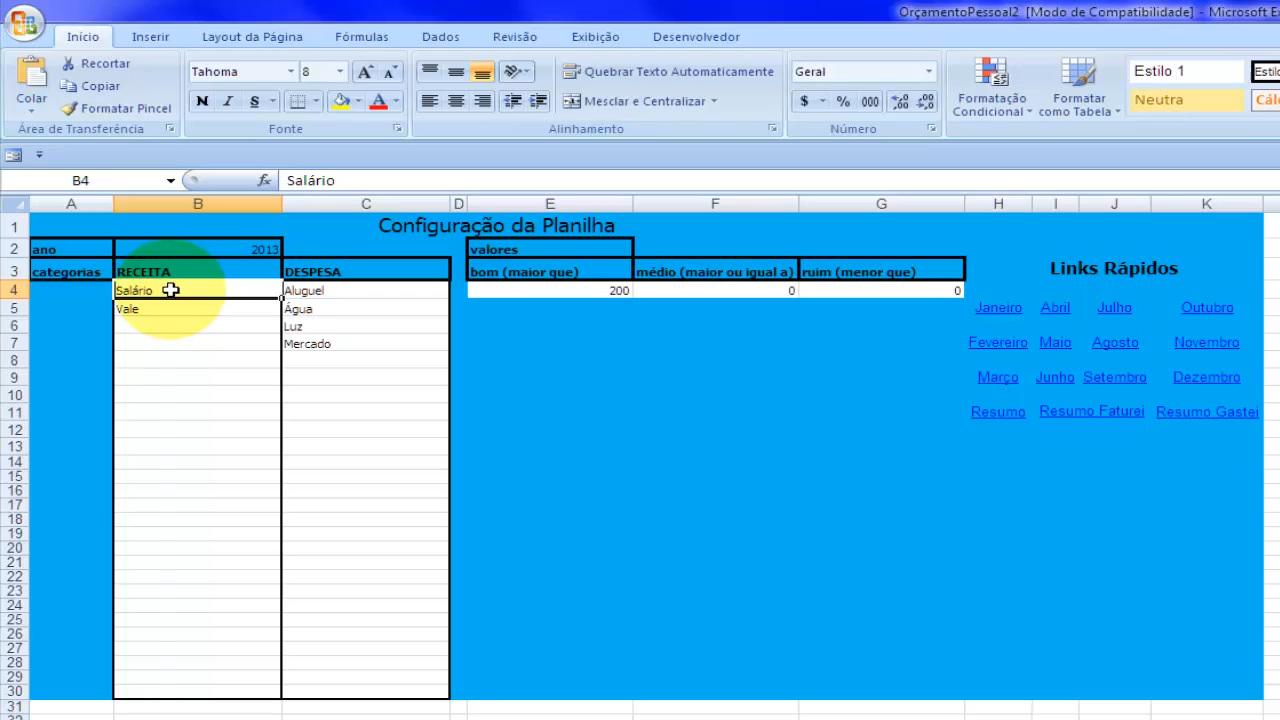 OrçamentoPessoal2 [Modo de Compatibilidade] - Microsoft Ex
Início Inserir Layout da Página Fórmulas Dados Revisão Exibição Desenvolvedor
Colar
Recortar
Copiar
Formatar Pincel
Área de Transferência
Tahoma 8
N I S
Fonte
Quebrar Texto Automaticamente
Mesclar e Centralizar
Alinhamento
Geral
$ % 000
Número
Formatação Condicional
Formatar como Tabela
Estilo 1
Neutra
B4 fx Salário
A B C D E F G H I J K
1 Configuração da Planilha
2 ano 2013 valores
3 categorias RECEITA DESPESA bom (maior que) médio (maior ou igual a) ruim (menor que) Links Rápidos
4 Salário Aluguel 200 0 0
5 Vale Água Janeiro Abril Julho Outubro
6 Luz
7 Mercado Fevereiro Maio Agosto Novembro
8
9 Março Junho Setembro Dezembro
10
11 Resumo Resumo Faturei Resumo Gastei
12
13
14
15
16
17
18
19
20
21
22
23
24
25
26
27
28
29
30
31